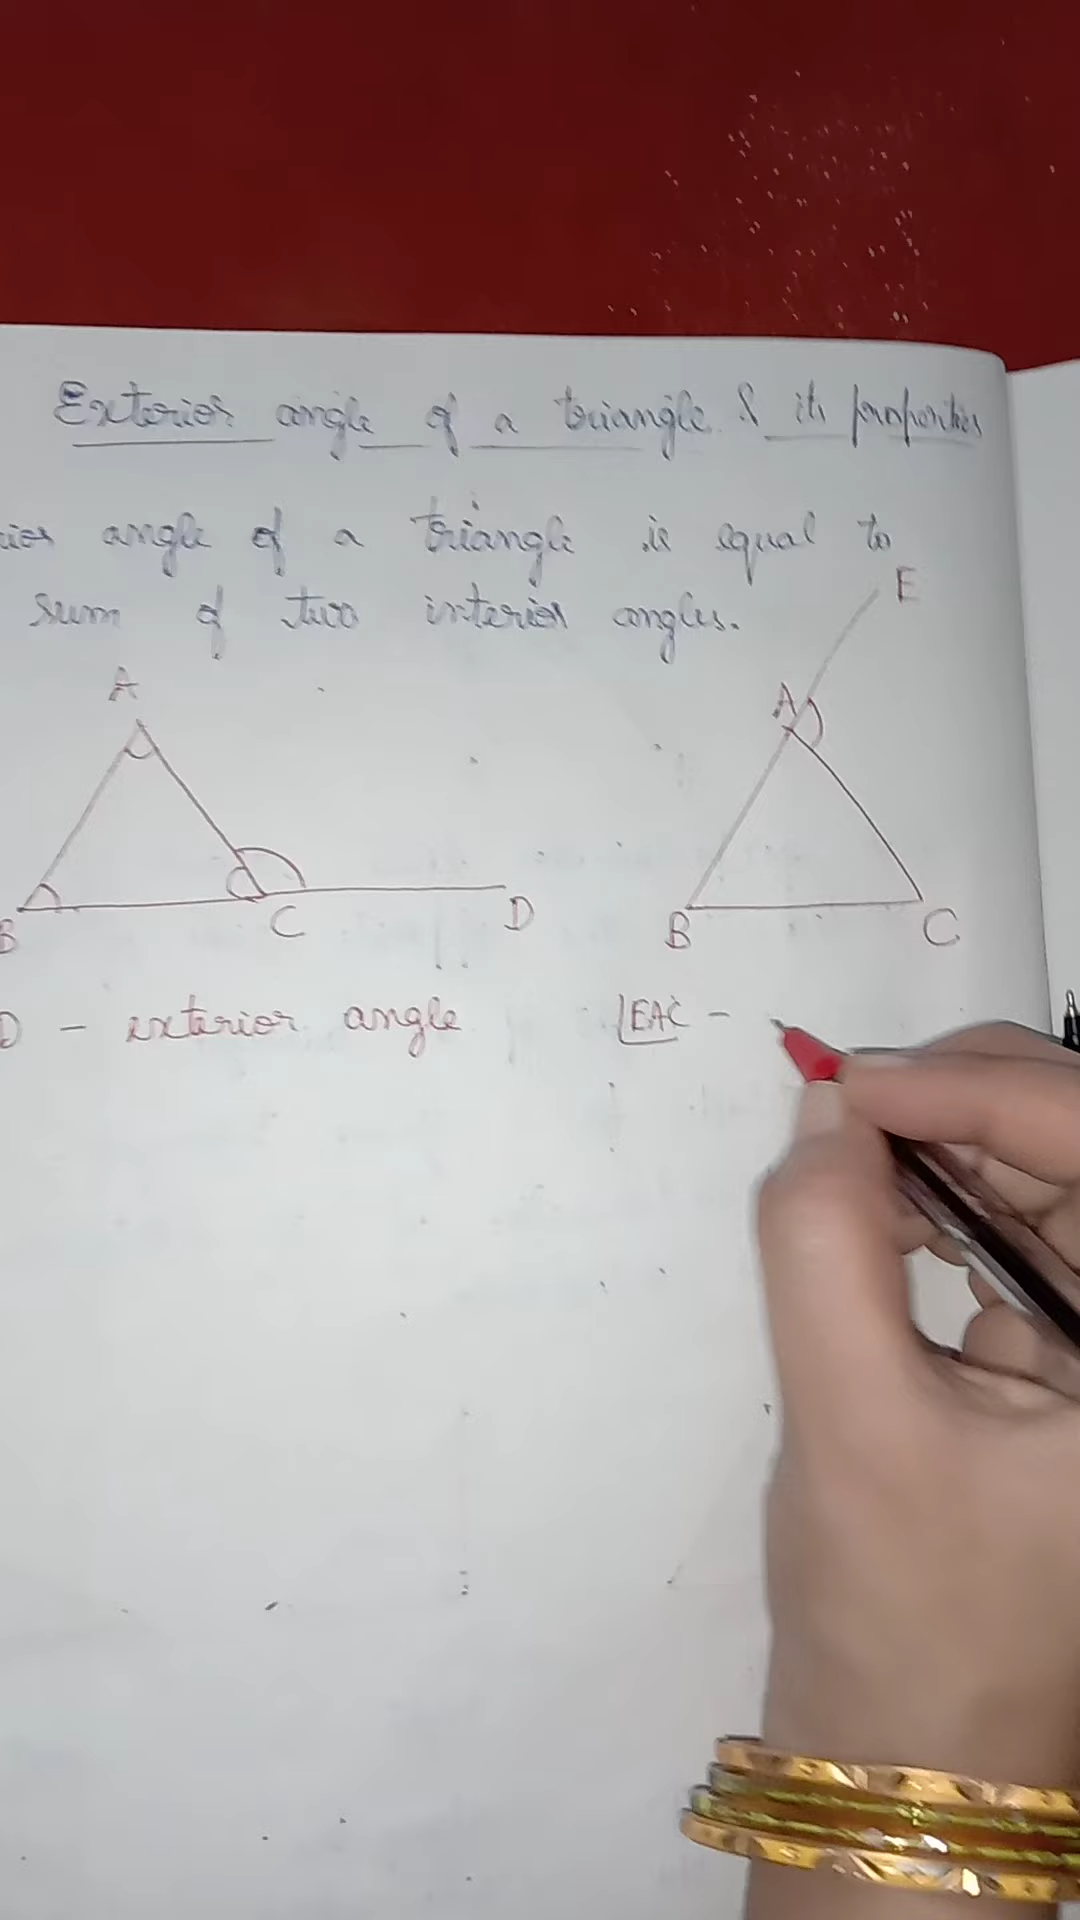 Exterior angle of a triangle & its properties
rior angle of a triangle is equal to
sum of two interior angles.
E
A
A
B
C
D
B
C
D - exterior angle
∠EAC -